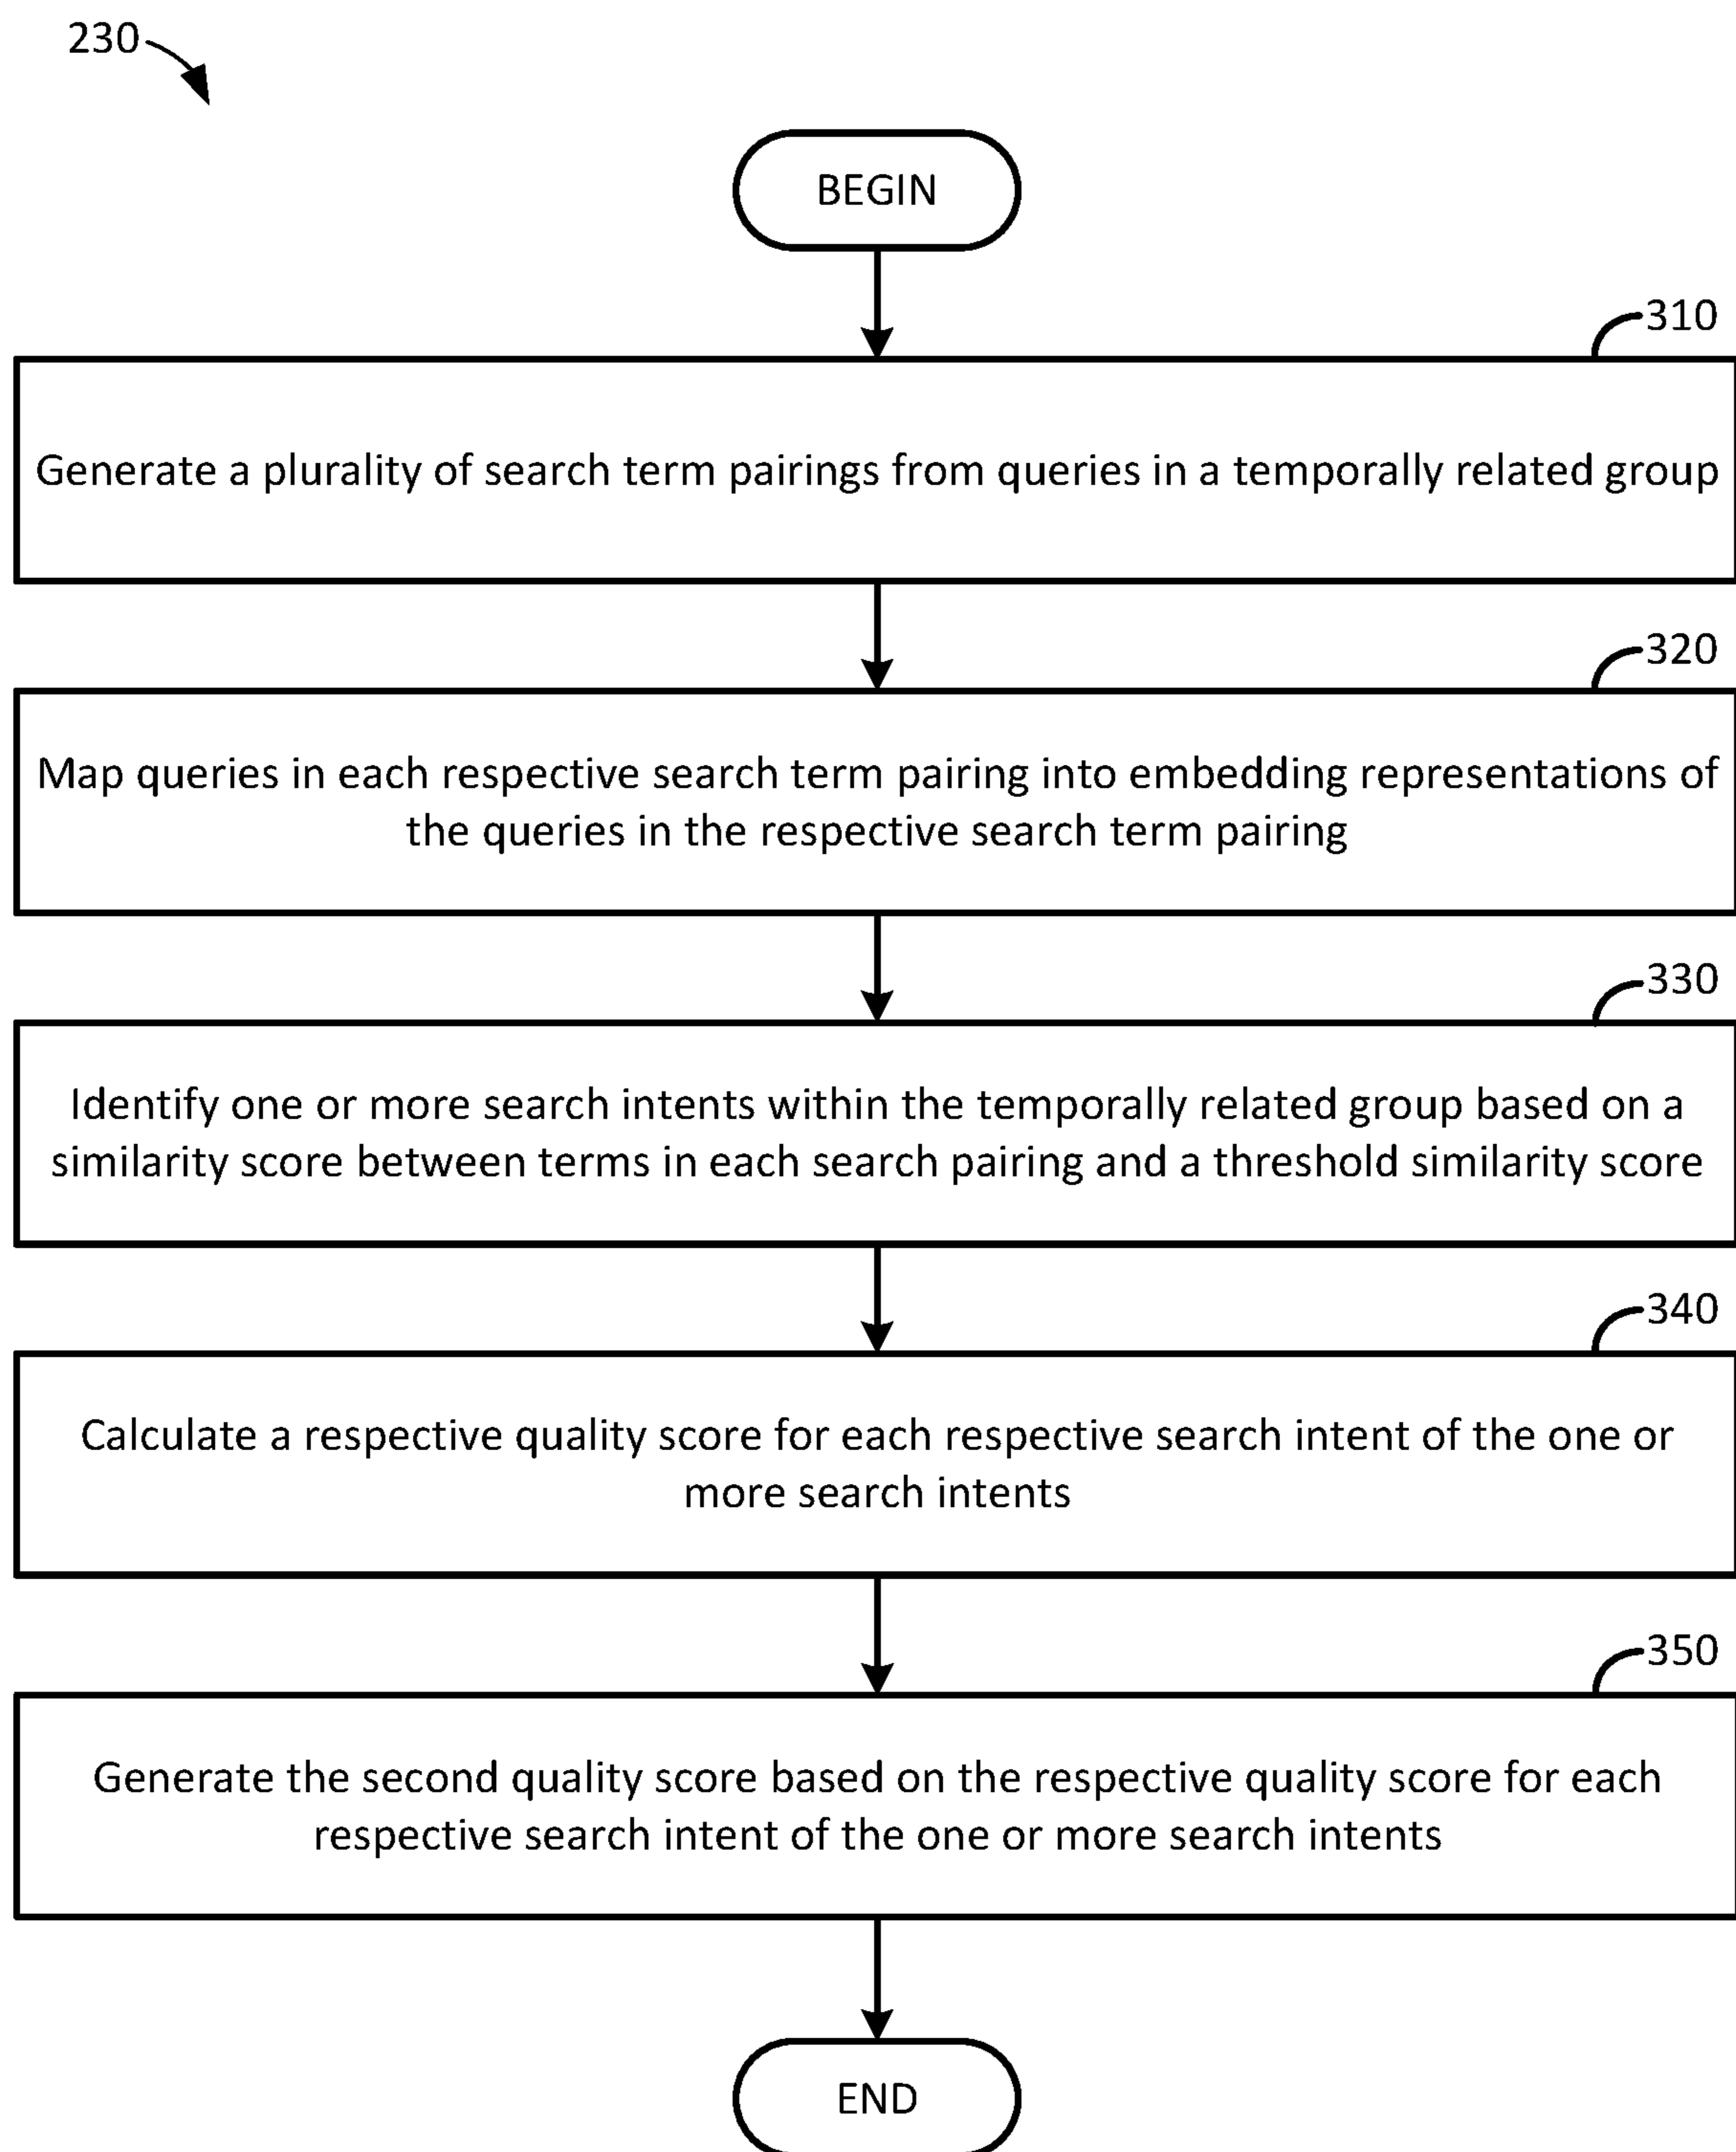 230
BEGIN
310
Generate a plurality of search term pairings from queries in a temporally related group
320
Map queries in each respective search term pairing into embedding representations of
the queries in the respective search term pairing
330
Identify one or more search intents within the temporally related group based on a
similarity score between terms in each search pairing and a threshold similarity score
340
Calculate a respective quality score for each respective search intent of the one or
more search intents
350
Generate the second quality score based on the respective quality score for each
respective search intent of the one or more search intents
END